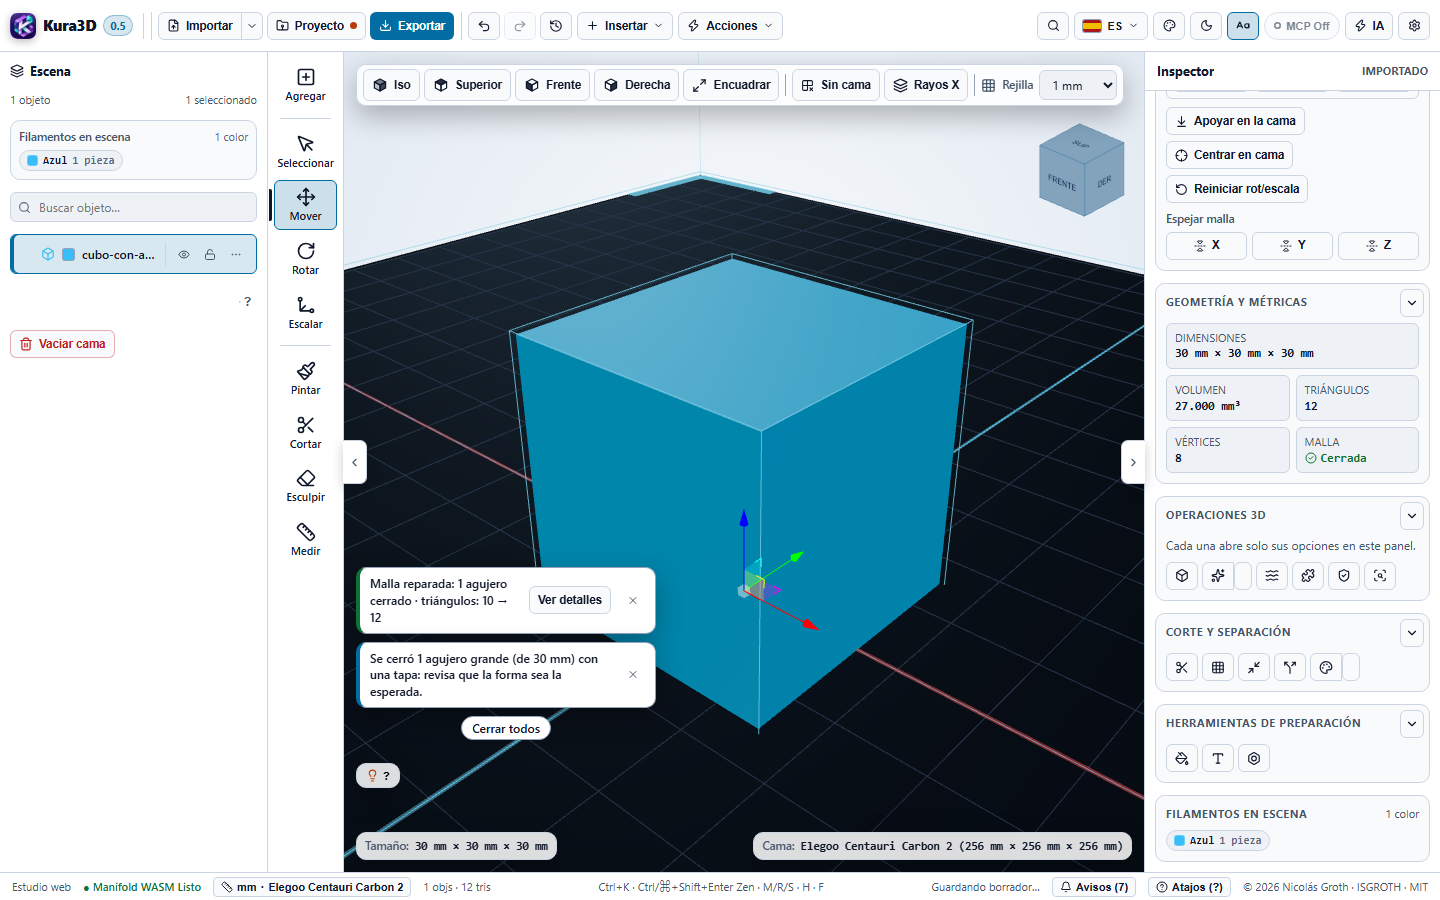 Kura3D 0.5 Importar Proyecto Exportar Insertar Acciones ES Aa MCP Off IA
Escena
1 objeto 1 seleccionado
Filamentos en escena 1 color
Azul 1 pieza
Buscar objeto...
cubo-con-a...
?
Vaciar cama
Agregar
Seleccionar
Mover
Rotar
Escalar
Pintar
Cortar
Esculpir
Medir
Iso Superior Frente Derecha Encuadrar Sin cama Rayos X Rejilla 1 mm
SUP
FRENTE DER
Malla reparada: 1 agujero
cerrado · triángulos: 10 →
12
Ver detalles
Se cerró 1 agujero grande (de 30 mm) con
una tapa: revisa que la forma sea la
esperada.
Cerrar todos
?
Tamaño: 30 mm × 30 mm × 30 mm
Cama: Elegoo Centauri Carbon 2 (256 mm × 256 mm × 256 mm)
Inspector IMPORTADO
Apoyar en la cama
Centrar en cama
Reiniciar rot/escala
Espejar malla
X Y Z
GEOMETRÍA Y MÉTRICAS
DIMENSIONES
30 mm × 30 mm × 30 mm
VOLUMEN
27.000 mm³
TRIÁNGULOS
12
VÉRTICES
8
MALLA
Cerrada
OPERACIONES 3D
Cada una abre solo sus opciones en este panel.
CORTE Y SEPARACIÓN
HERRAMIENTAS DE PREPARACIÓN
FILAMENTOS EN ESCENA 1 color
Azul 1 pieza
Estudio web Manifold WASM Listo mm · Elegoo Centauri Carbon 2 1 objs · 12 tris Ctrl+K · Ctrl/⌘+Shift+Enter Zen · M/R/S · H · F Guardando borrador... Avisos (7) Atajos (?) © 2026 Nicolás Groth · ISGROTH · MIT